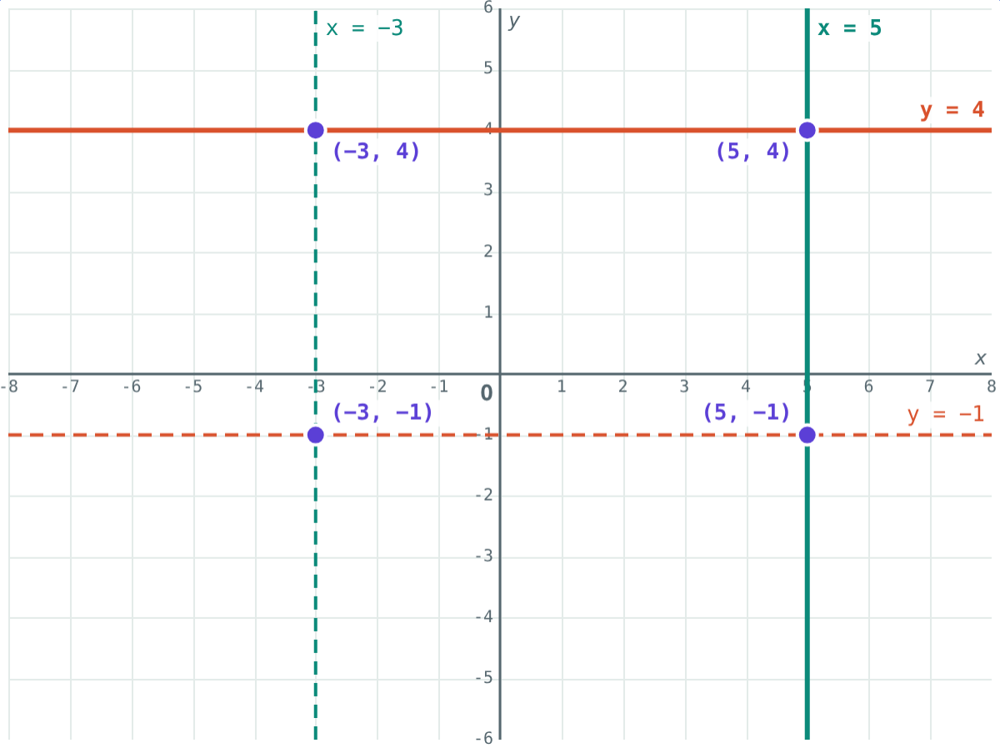 6
y
x = −3
x = 5
5
y = 4
4
(−3, 4)
(5, 4)
3
2
1
x
-8 -7 -6 -5 -4 -3 -2 -1 0 1 2 3 4 5 6 7 8
(−3, −1)
(5, −1)
y = −1
-1
-2
-3
-4
-5
-6